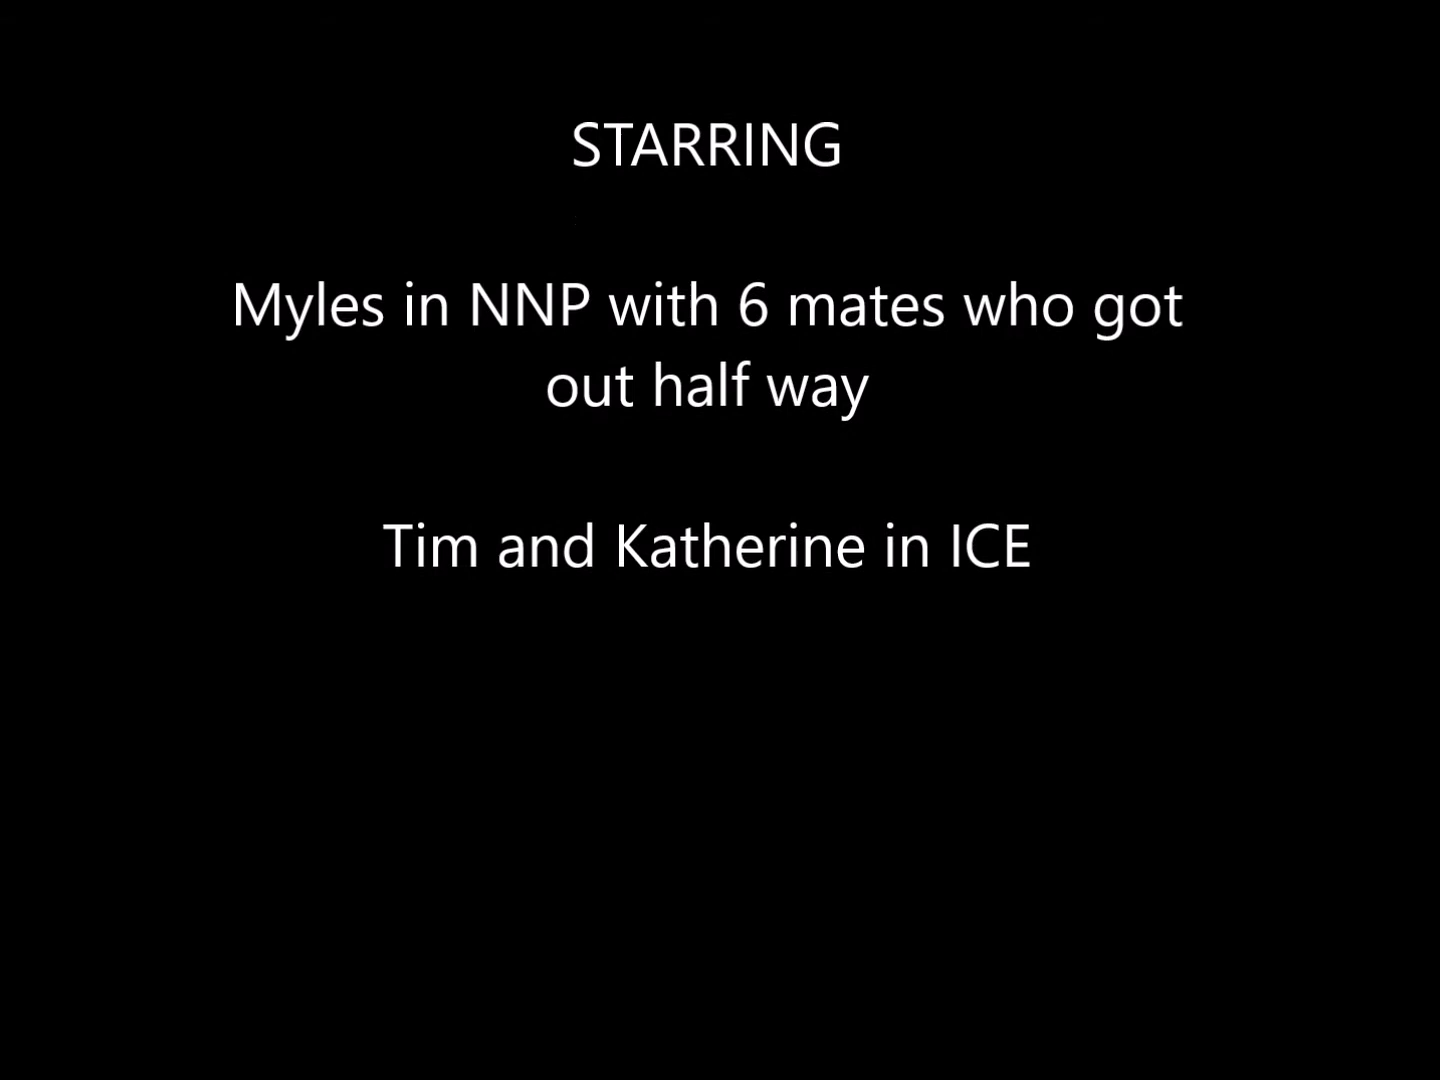 STARRING
Myles in NNP with 6 mates who got
out half way
Tim and Katherine in ICE